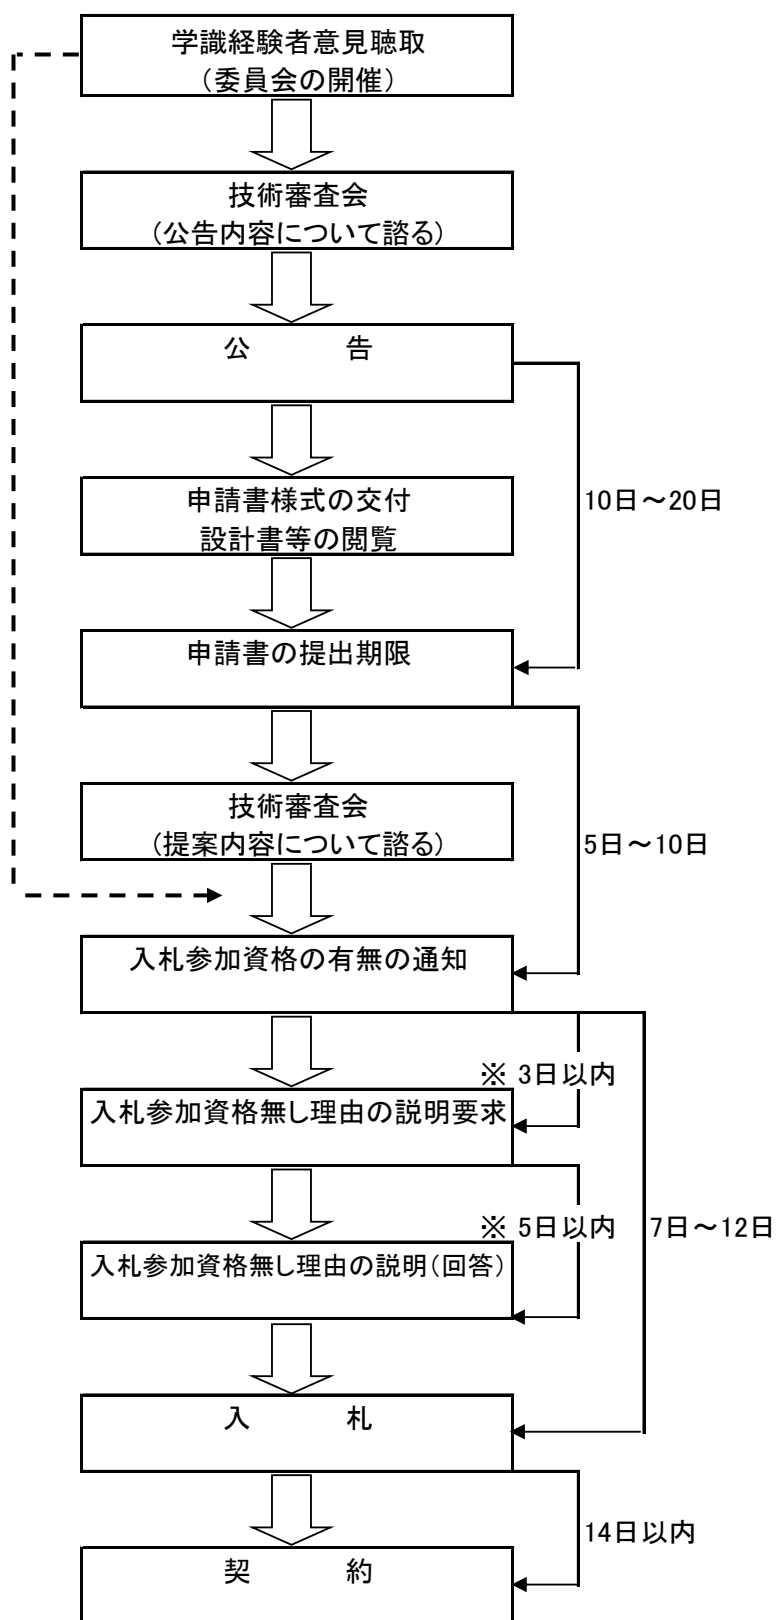 学識経験者意見聴取
（委員会の開催）
技術審査会
（公告内容について諮る）
公　　　告
10日～20日
申請書様式の交付
設計書等の閲覧
申請書の提出期限
技術審査会
（提案内容について諮る）
5日～10日
入札参加資格の有無の通知
※ 3日以内
入札参加資格無し理由の説明要求
※ 5日以内
7日～12日
入札参加資格無し理由の説明（回答）
入　　　札
14日以内
契　　　約